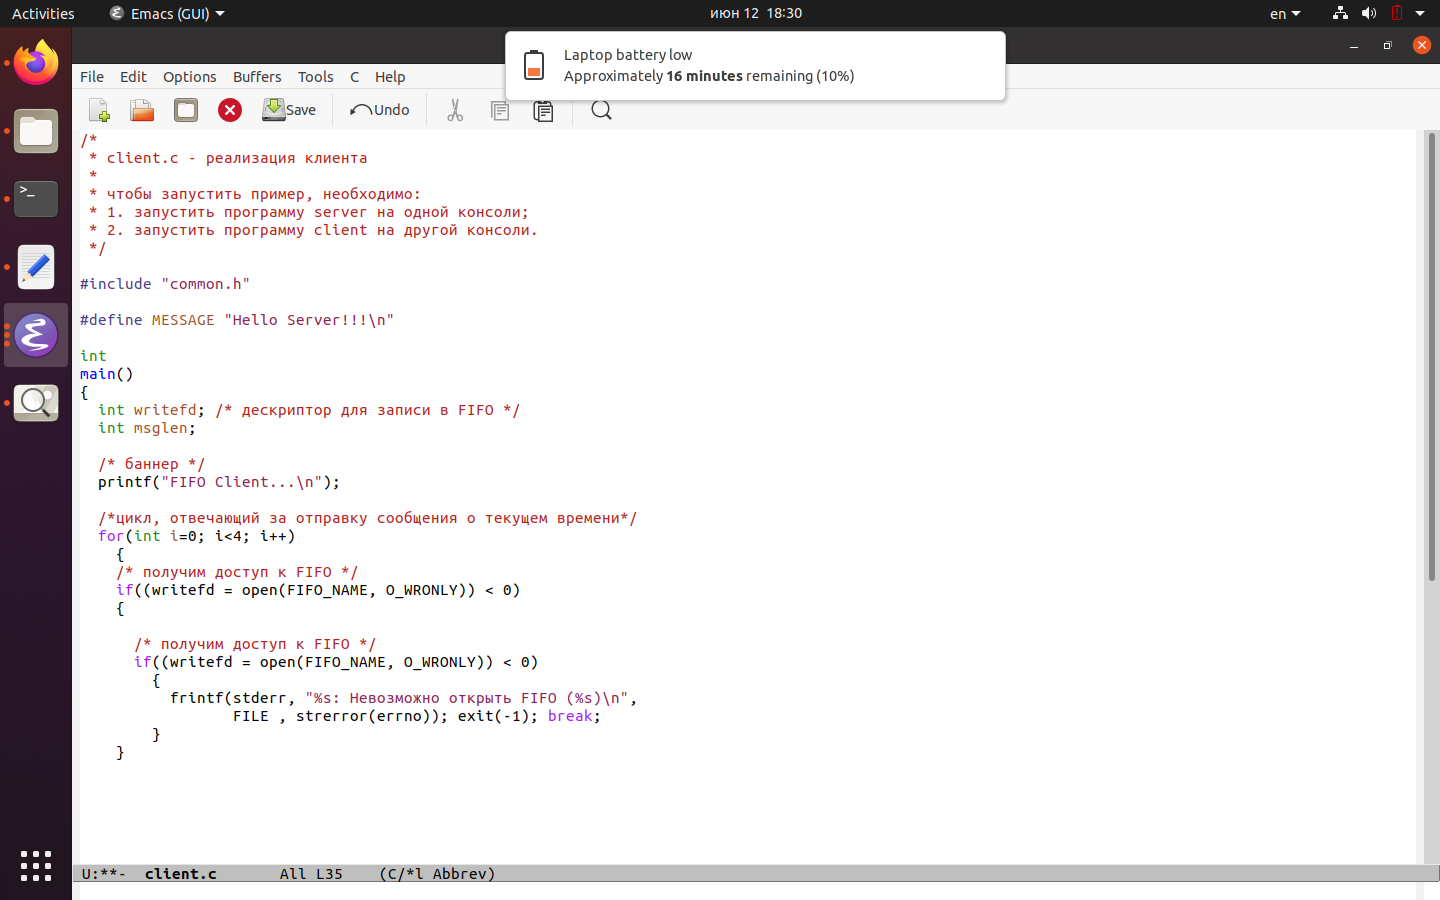 Activities Emacs (GUI) июн 12 18:30 en
Laptop battery low
Approximately 16 minutes remaining (10%)
File Edit Options Buffers Tools C Help
Save Undo
/*
 * client.c - реализация клиента
 *
 * чтобы запустить пример, необходимо:
 * 1. запустить программу server на одной консоли;
 * 2. запустить программу client на другой консоли.
 */
#include "common.h"
#define MESSAGE "Hello Server!!!\n"
int
main()
{
  int writefd; /* дескриптор для записи в FIFO */
  int msglen;
  /* баннер */
  printf("FIFO Client...\n");
  /*цикл, отвечающий за отправку сообщения о текущем времени*/
  for(int i=0; i<4; i++)
    {
    /* получим доступ к FIFO */
    if((writefd = open(FIFO_NAME, O_WRONLY)) < 0)
    {
      /* получим доступ к FIFO */
      if((writefd = open(FIFO_NAME, O_WRONLY)) < 0)
        {
          frintf(stderr, "%s: Невозможно открыть FIFO (%s)\n",
                 FILE , strerror(errno)); exit(-1); break;
        }
    }
U:**- client.c All L35 (C/*l Abbrev)